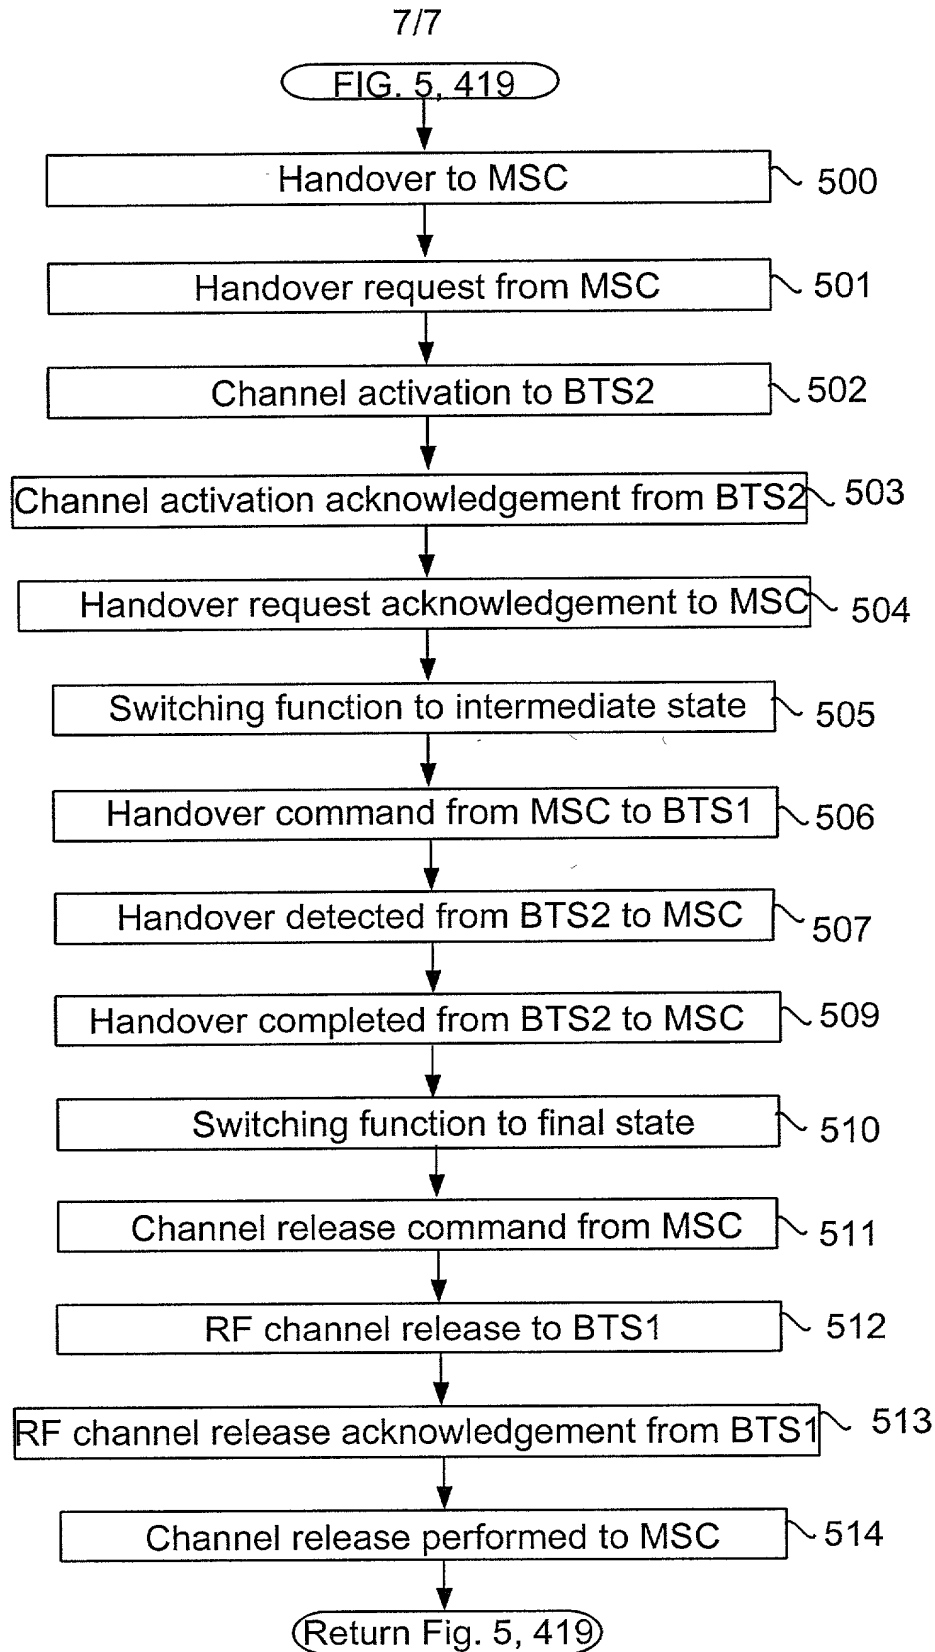 7/7
FIG. 5, 419
Handover to MSC 500
Handover request from MSC 501
Channel activation to BTS2 502
Channel activation acknowledgement from BTS2 503
Handover request acknowledgement to MSC 504
Switching function to intermediate state 505
Handover command from MSC to BTS1 506
Handover detected from BTS2 to MSC 507
Handover completed from BTS2 to MSC 509
Switching function to final state 510
Channel release command from MSC 511
RF channel release to BTS1 512
RF channel release acknowledgement from BTS1 513
Channel release performed to MSC 514
Return Fig. 5, 419